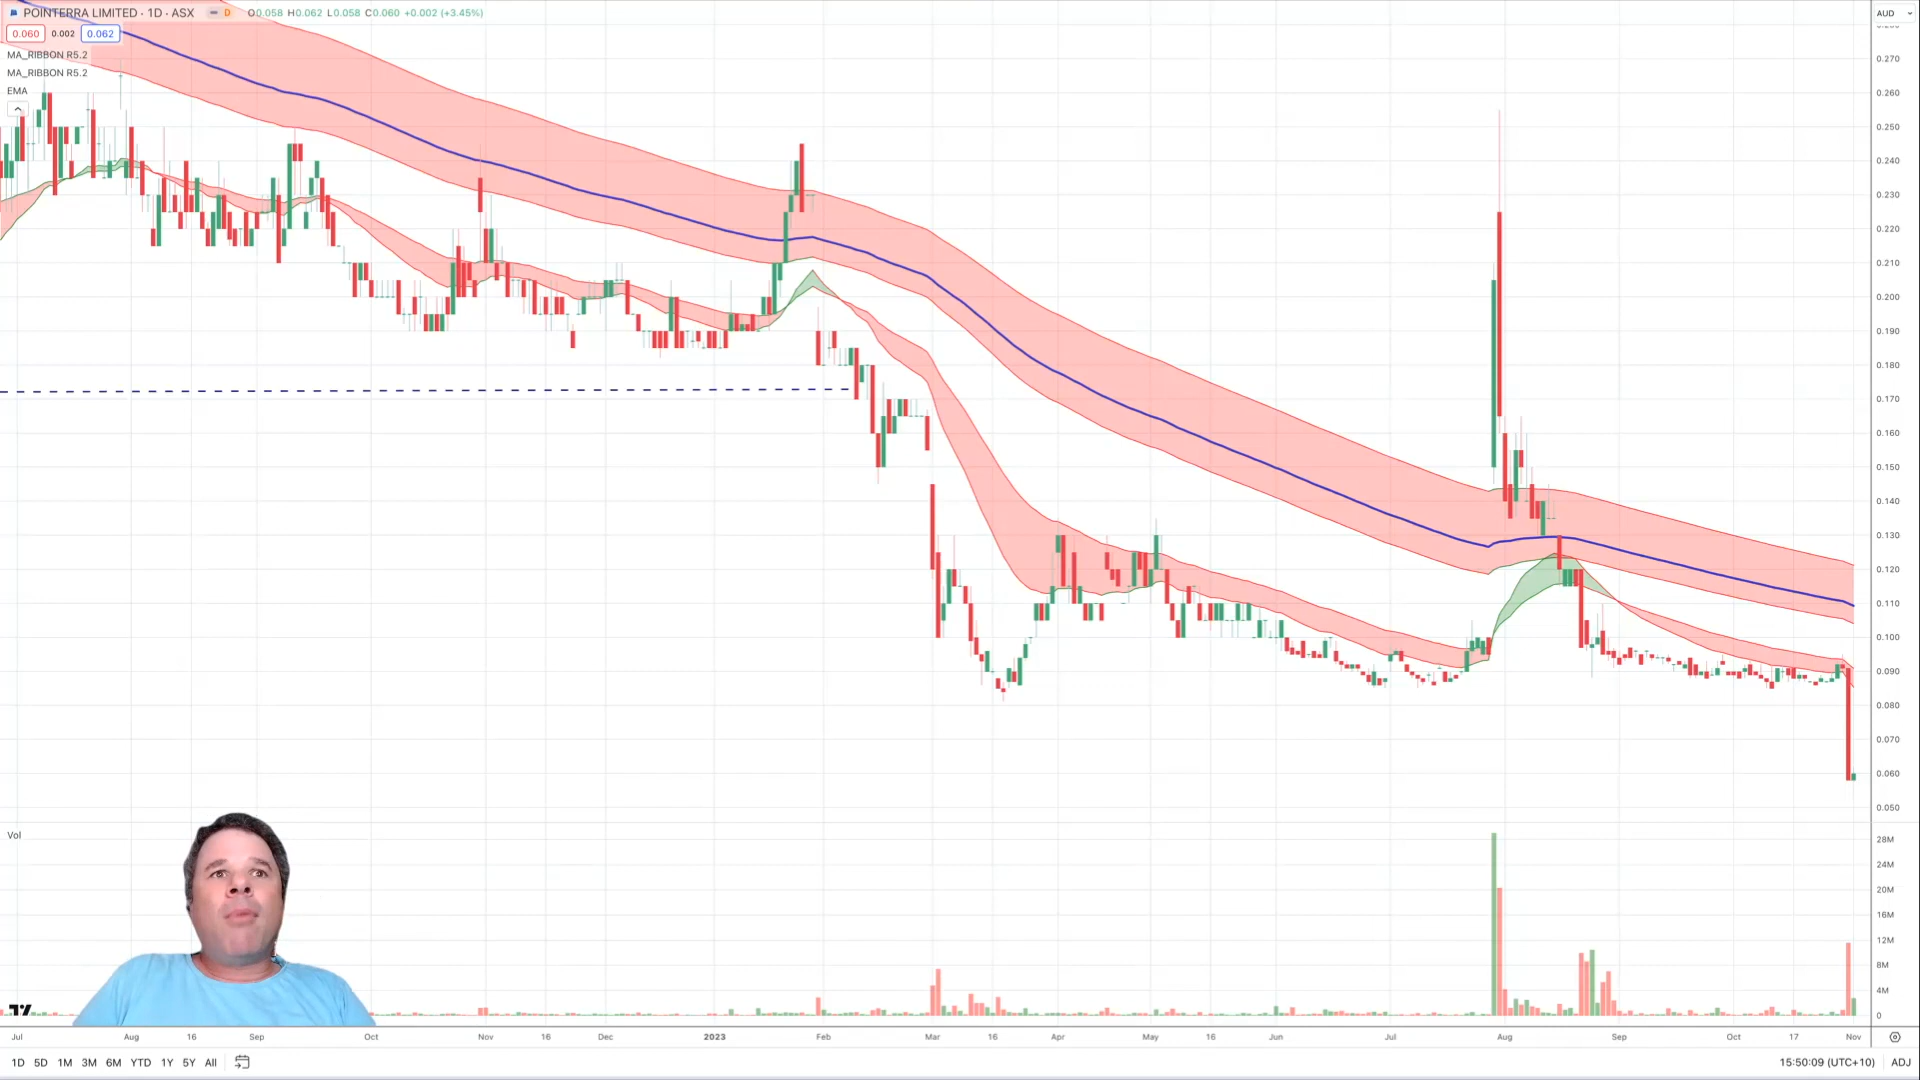 POINTERRA LIMITED · 1D · ASX D O0.058 H0.062 L0.058 C0.060 +0.002 (+3.45%) AUD
0.060 0.002 0.062
MA_RIBBON R5.2
MA_RIBBON R5.2
EMA
0.270
0.260
0.250
0.240
0.230
0.220
0.210
0.200
0.190
0.180
0.170
0.160
0.150
0.140
0.130
0.120
0.110
0.100
0.090
0.080
0.070
0.060
0.050
Vol
28M
24M
20M
16M
12M
8M
4M
0
Jul Aug 16 Sep Oct Nov 16 Dec 2023 Feb Mar 16 Apr May 16 Jun Jul Aug Sep Oct 17 Nov
1D 5D 1M 3M 6M YTD 1Y 5Y All 15:50:09 (UTC+10) ADJ